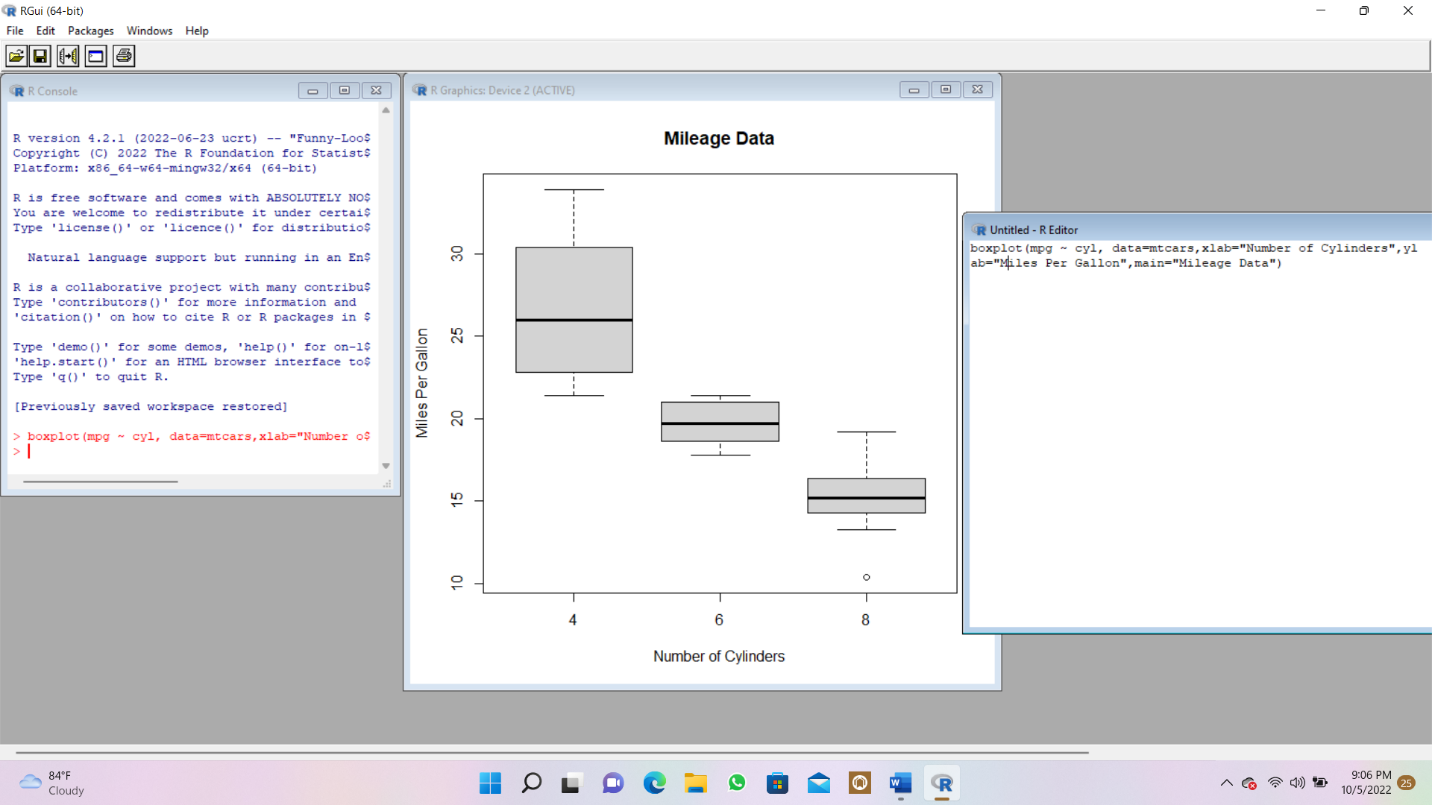 RGui (64-bit)
File Edit Packages Windows Help
R Console
R version 4.2.1 (2022-06-23 ucrt) -- "Funny-Loo$
Copyright (C) 2022 The R Foundation for Statist$
Platform: x86_64-w64-mingw32/x64 (64-bit)
R is free software and comes with ABSOLUTELY NO$
You are welcome to redistribute it under certai$
Type 'license()' or 'licence()' for distributio$
Natural language support but running in an En$
R is a collaborative project with many contribu$
Type 'contributors()' for more information and
'citation()' on how to cite R or R packages in $
Type 'demo()' for some demos, 'help()' for on-l$
'help.start()' for an HTML browser interface to$
Type 'q()' to quit R.
[Previously saved workspace restored]
> boxplot(mpg ~ cyl, data=mtcars,xlab="Number o$
>
R Graphics: Device 2 (ACTIVE)
Mileage Data
Miles Per Gallon
30
25
20
15
10
4 6 8
Number of Cylinders
Untitled - R Editor
boxplot(mpg ~ cyl, data=mtcars,xlab="Number of Cylinders",yl
ab="Miles Per Gallon",main="Mileage Data")
84°F
Cloudy
9:06 PM
10/5/2022
25